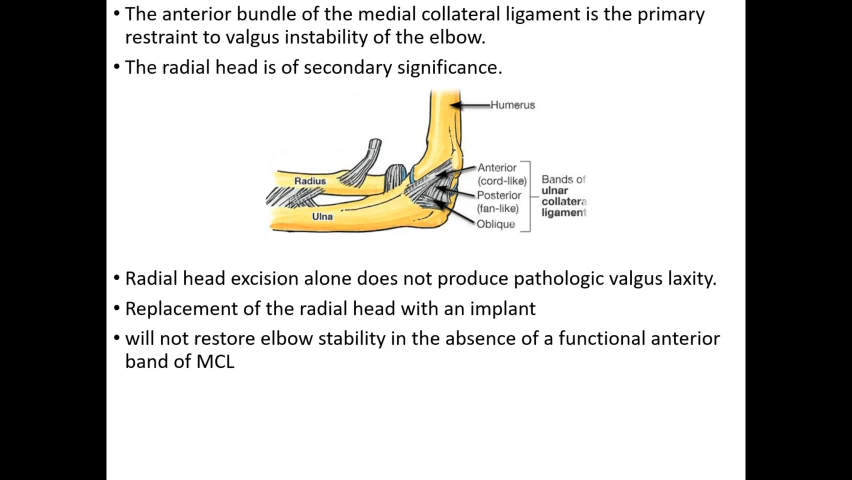 • The anterior bundle of the medial collateral ligament is the primary
restraint to valgus instability of the elbow.
• The radial head is of secondary significance.
Humerus
Anterior
(cord-like)
Posterior
(fan-like)
Oblique
Bands of
ulnar
collatera
ligament
Radius
Ulna
• Radial head excision alone does not produce pathologic valgus laxity.
• Replacement of the radial head with an implant
• will not restore elbow stability in the absence of a functional anterior
band of MCL